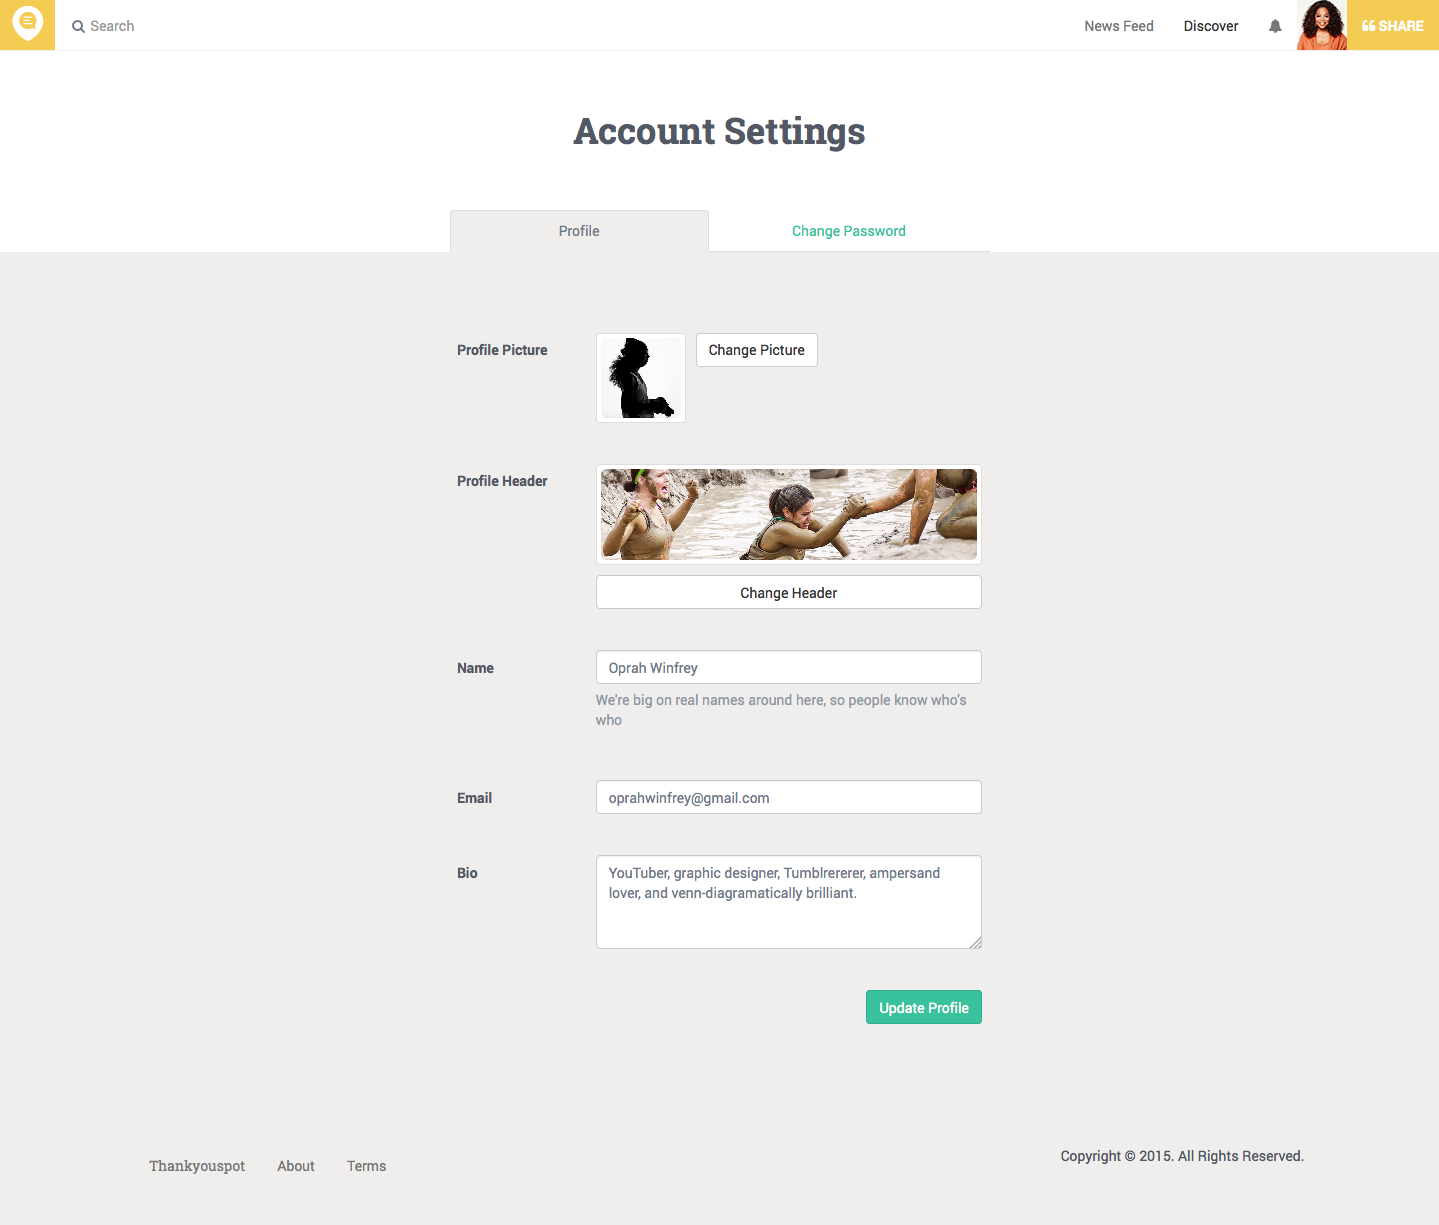 Search
News Feed
Discover
SHARE
Account Settings
Profile
Change Password
Profile Picture
Change Picture
Profile Header
Change Header
Name
Oprah Winfrey
We're big on real names around here, so people know who's
who
Email
oprahwinfrey@gmail.com
Bio
YouTuber, graphic designer, Tumblrererer, ampersand
lover, and venn-diagramatically brilliant.
Update Profile
Thankyouspot
About
Terms
Copyright © 2015. All Rights Reserved.